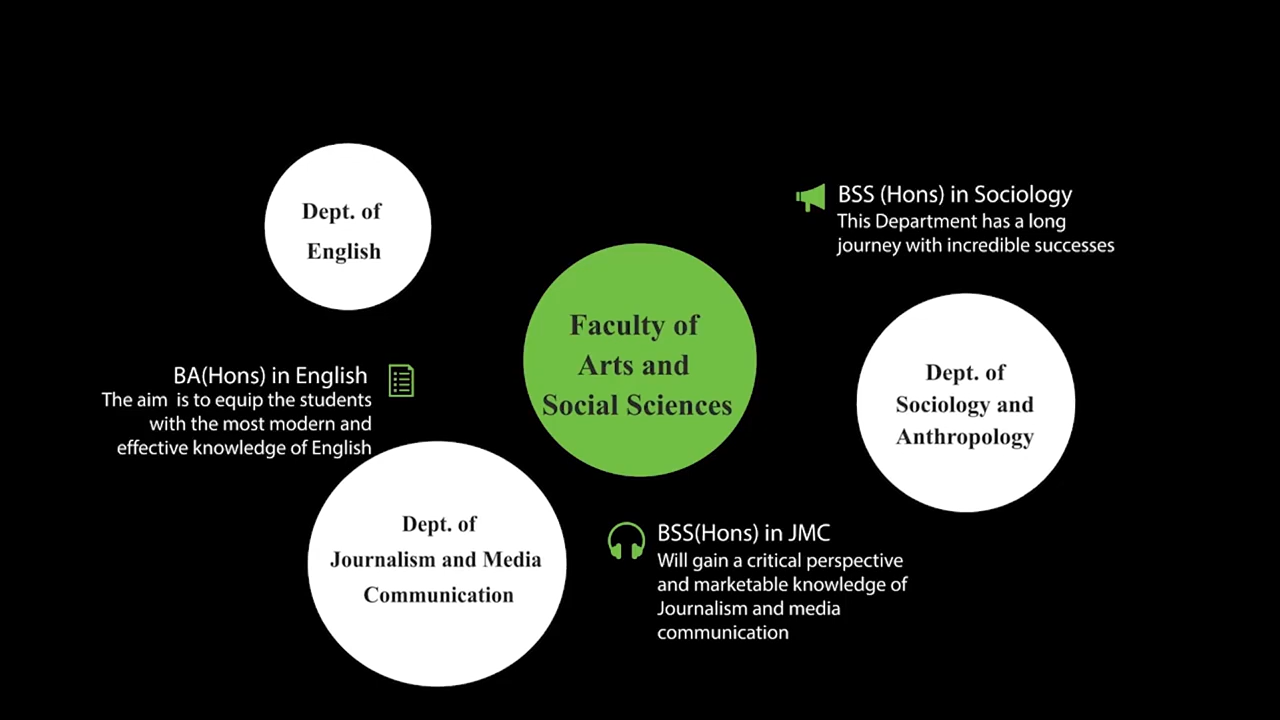 Dept. of
English
BSS (Hons) in Sociology
This Department has a long
journey with incredible successes
Faculty of
Arts and
Social Sciences
Dept. of
Sociology and
Anthropology
BA(Hons) in English
The aim  is to equip the students
with the most modern and
effective knowledge of English
Dept. of
Journalism and Media
Communication
BSS(Hons) in JMC
Will gain a critical perspective
and marketable knowledge of
Journalism and media
communication